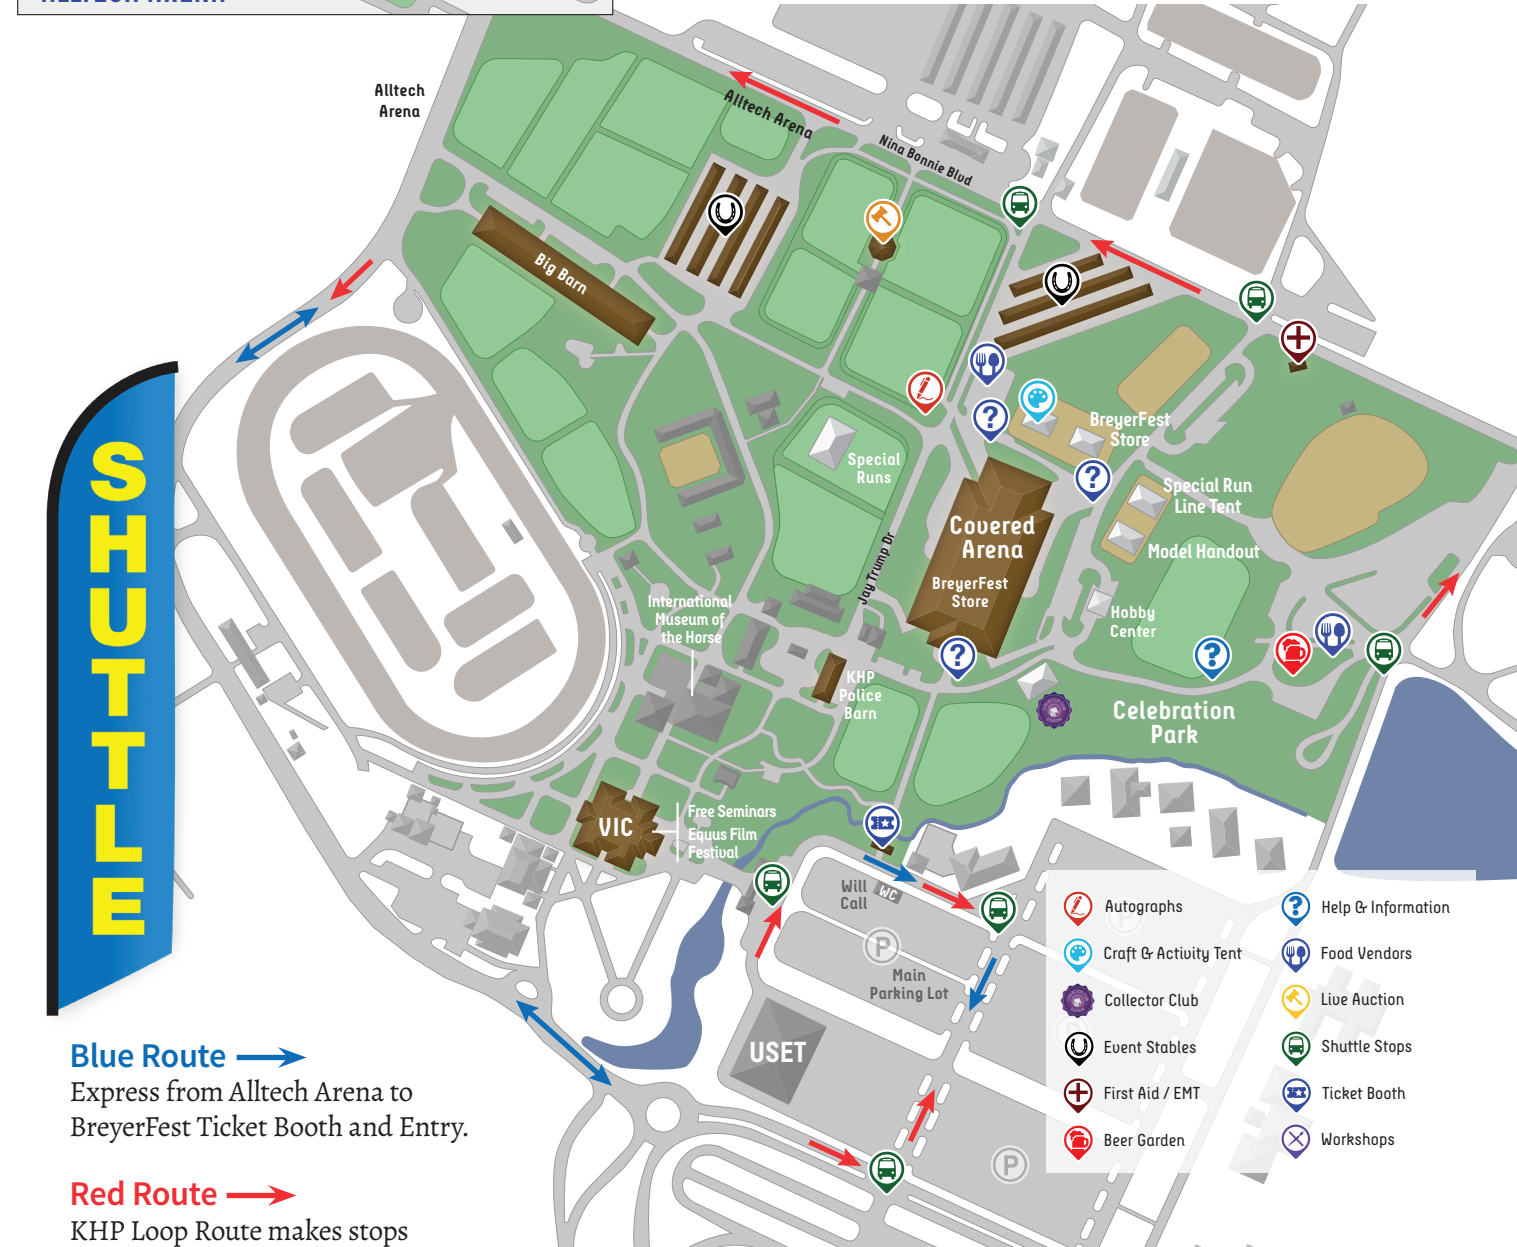 ALLTECH ARENA
Alltech
Arena
Alltech Arena
Nina Bonnie Blvd
Big Barn
BreyerFest
Store
Special
Runs
Special Run
Line Tent
Covered
Arena
BreyerFest
Store
Model Handout
Jay Trump Dr
International
Museum of
the Horse
Hobby
Center
KHP
Police
Barn
Celebration
Park
VIC
Free Seminars
Equus Film
Festival
Will
Call
WC
P
Main
Parking Lot
USET
P
P
P
SHUTTLE
Blue Route
Express from Alltech Arena to
BreyerFest Ticket Booth and Entry.
Red Route
KHP Loop Route makes stops
Autographs
Craft & Activity Tent
Collector Club
Event Stables
First Aid / EMT
Beer Garden
Help & Information
Food Vendors
Live Auction
Shuttle Stops
Ticket Booth
Workshops